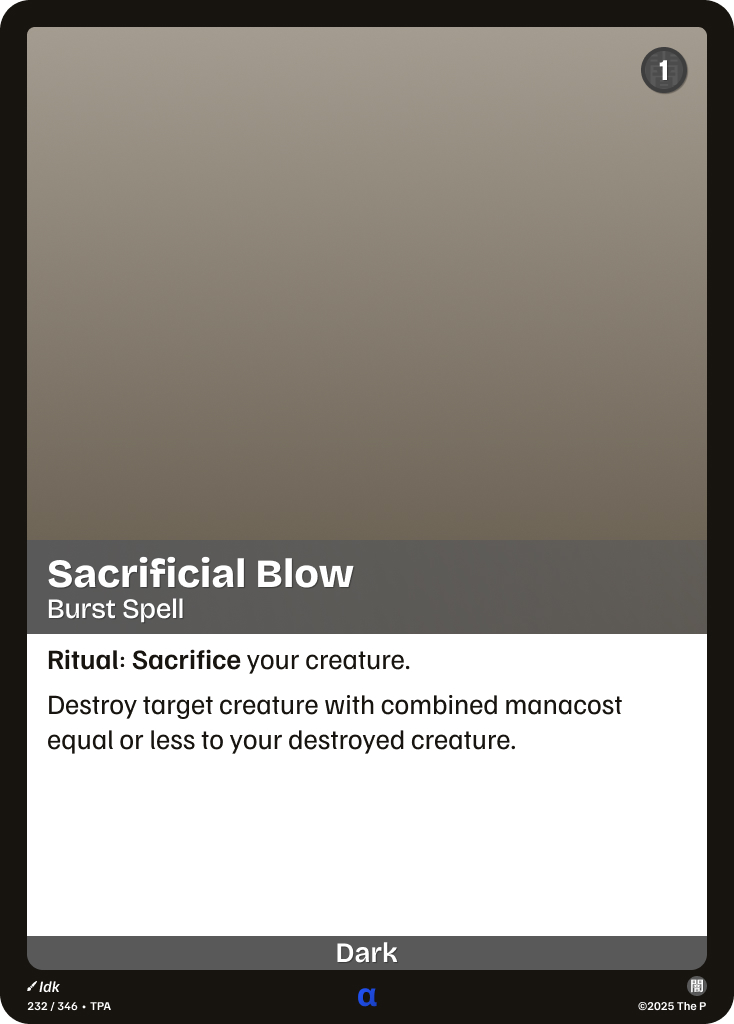 1
Sacrificial Blow
Burst Spell
Ritual: Sacrifice your creature.
Destroy target creature with combined manacost
equal or less to your destroyed creature.
Dark
Idk
232 / 346 • TPA
α
闇
©2025 The P